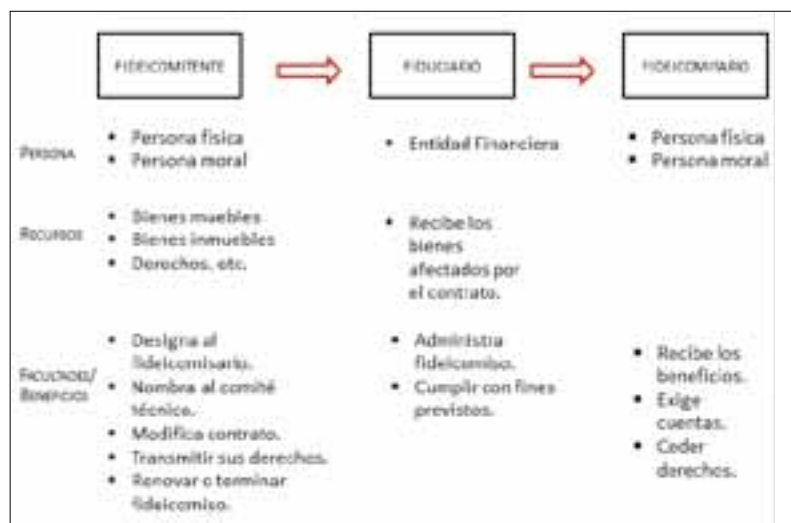 FIDEICOMITENTE
FIDUCIARIO
FIDEICOMISARIO
PERSONA
• Persona física
• Persona moral
• Entidad Financiera
• Persona física
• Persona moral
RECURSOS
• Bienes muebles
• Bienes inmuebles
• Derechos, etc.
• Recibe los
bienes
afectados por
el contrato.
FACULTADES/
BENEFICIOS
• Designa al
fideicomisario.
• Nombra al comité
técnico.
• Modifica contrato.
• Transmitir sus derechos.
• Renovar o terminar
fideicomiso.
• Administra
fideicomiso.
• Cumplir con fines
previstos.
• Recibe los
beneficios.
• Exige
cuentas.
• Ceder
derechos.